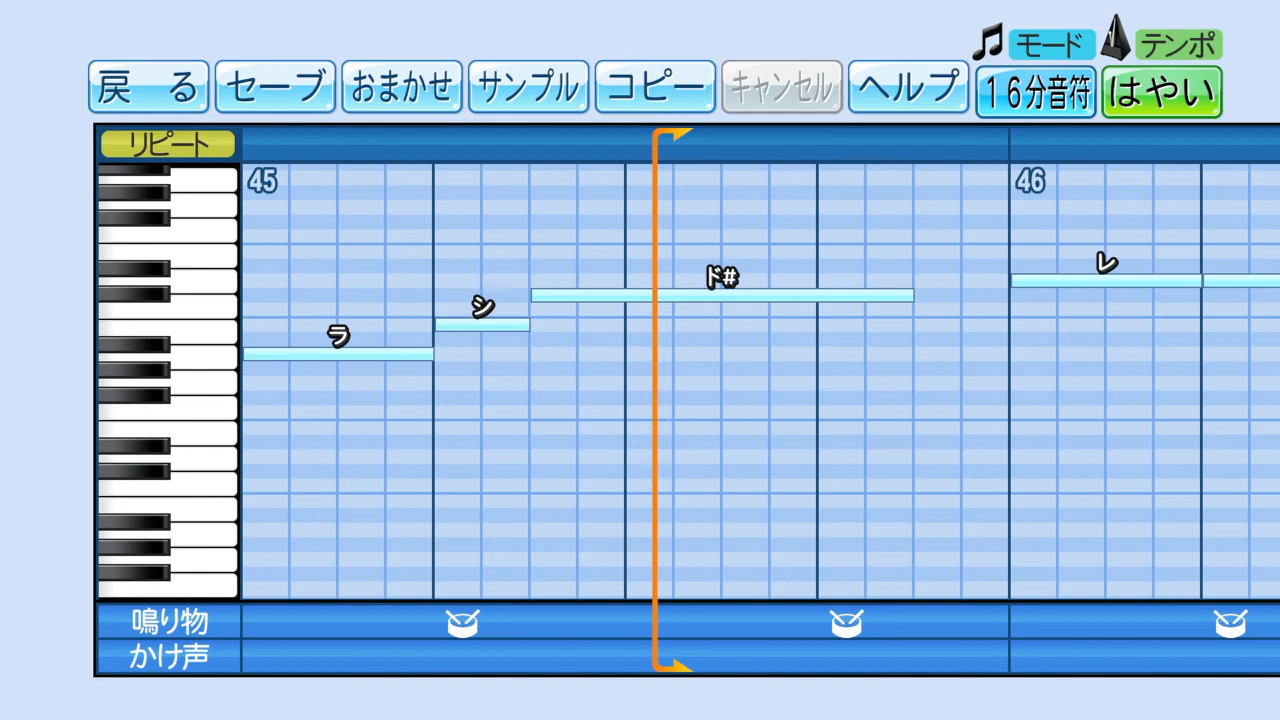 モード テンポ
戻る セーブ おまかせ サンプル コピー キャンセル ヘルプ 16分音符 はやい
リピート
45 46
レ
ド#
シ
ラ
鳴り物
かけ声